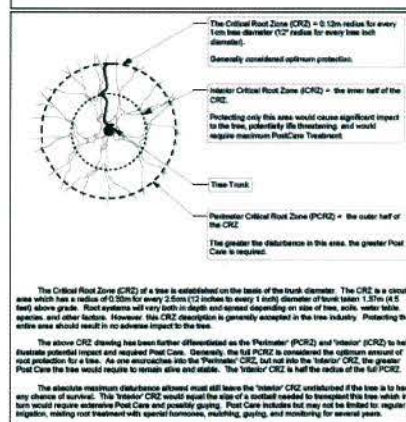 The Critical Root Zone (CRZ) = 0.12m radius for every
1cm tree diameter (12" radius for every tree inch
diameter).
Generally considered optimum protection.
Interior Critical Root Zone (ICRZ) = the inner half of the
CRZ.
Protecting only this area would cause significant impact
to the tree, potentially life threatening, and would
require maximum PostCare Treatment.
Tree Trunk
Perimeter Critical Root Zone (PCRZ) = the outer half of
the CRZ
The greater the disturbance in this area, the greater Post
Care is required.
The Critical Root Zone (CRZ) of a tree is established on the basis of the trunk diameter. The CRZ is a circular
area which has a radius of 0.30m for every 2.5cm (12 inches to every 1 inch) diameter of trunk taken 1.37m (4.5
feet) above grade. Root systems will vary both in depth and spread depending on size of tree, soils, water table,
species, and other factors. However this CRZ description is generally accepted in the tree industry. Protecting the
entire area should result in no adverse impact to the tree.
The above CRZ drawing has been further differentiated as the 'Perimeter' (PCRZ) and 'Interior' (ICRZ) to help
illustrate potential impact and required Post Care. Generally, the full PCRZ is considered the optimum amount of
root protection for a tree. As one encroaches into the 'Perimeter' CRZ, but not into the 'Interior' CRZ, the greater
Post Care the tree would require to remain alive and stable. The 'Interior' CRZ is half the radius of the full PCRZ.
The absolute maximum disturbance allowed must still leave the 'Interior' CRZ undisturbed if the tree is to have
any chance of survival. This 'Interior' CRZ would equal the size of a rootball needed to transplant this tree which in
turn would require extensive Post Care and possibly guying. Post Care includes but may not be limited to: regular
irrigation, misting root treatment with special hormones, mulching, guying, and monitoring for several years.